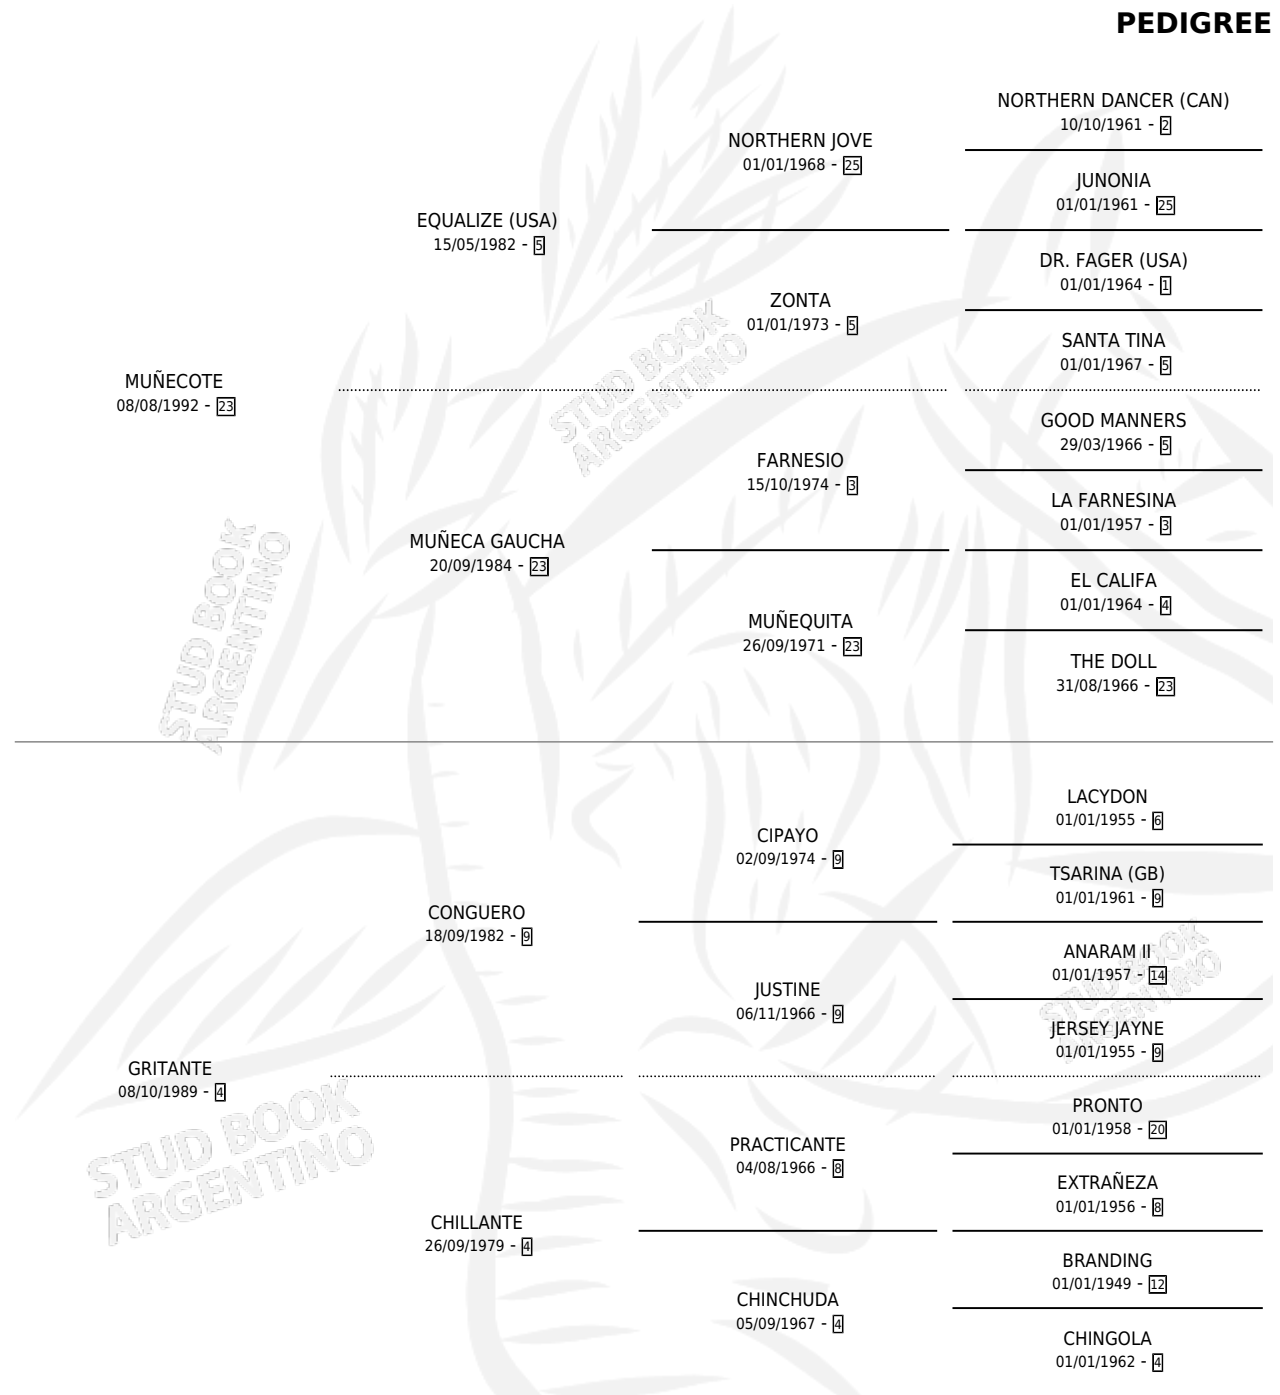 PEDIGREE
NORTHERN DANCER (CAN)
10/10/1961 - 2
NORTHERN JOVE
01/01/1968 - 25
JUNONIA
01/01/1961 - 25
EQUALIZE (USA)
15/05/1982 - 5
DR. FAGER (USA)
01/01/1964 - 1
ZONTA
01/01/1973 - 5
SANTA TINA
01/01/1967 - 5
MUÑECOTE
08/08/1992 - 23
GOOD MANNERS
29/03/1966 - 5
FARNESIO
15/10/1974 - 3
LA FARNESINA
01/01/1957 - 3
MUÑECA GAUCHA
20/09/1984 - 23
EL CALIFA
01/01/1964 - 4
MUÑEQUITA
26/09/1971 - 23
THE DOLL
31/08/1966 - 23
LACYDON
01/01/1955 - 6
CIPAYO
02/09/1974 - 9
TSARINA (GB)
01/01/1961 - 9
CONGUERO
18/09/1982 - 9
ANARAM II
01/01/1957 - 14
JUSTINE
06/11/1966 - 9
JERSEY JAYNE
01/01/1955 - 9
GRITANTE
08/10/1989 - 4
PRONTO
01/01/1958 - 20
PRACTICANTE
04/08/1966 - 8
EXTRAÑEZA
01/01/1956 - 8
CHILLANTE
26/09/1979 - 4
BRANDING
01/01/1949 - 12
CHINCHUDA
05/09/1967 - 4
CHINGOLA
01/01/1962 - 4
STUD BOOK
ARGENTINO
STUD BOOK
ARGENTINO
STUD BOOK
ARGENTINO
STUD BOOK
ARGENTINO